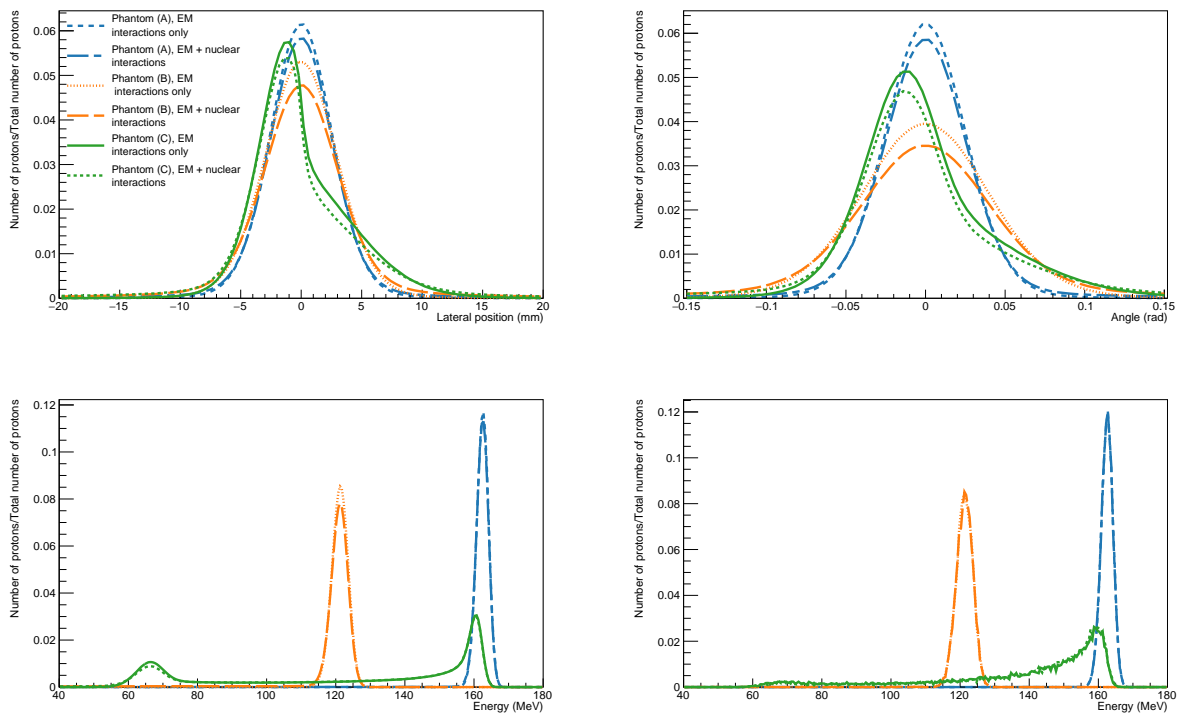 Number of protons/Total number of protons
0.06
0.05
0.04
0.03
0.02
0.01
0
Phantom (A), EM
interactions only
Phantom (A), EM + nuclear
interactions
Phantom (B), EM
interactions only
Phantom (B), EM + nuclear
interactions
Phantom (C), EM
interactions only
Phantom (C), EM + nuclear
interactions
−20 −15 −10 −5 0 5 10 15 20
Lateral position (mm)
Number of protons/Total number of protons
0.06
0.05
0.04
0.03
0.02
0.01
0
−0.15 −0.1 −0.05 0 0.05 0.1 0.15
Angle (rad)
Number of protons/Total number of protons
0.12
0.1
0.08
0.06
0.04
0.02
0
40 60 80 100 120 140 160 180
Energy (MeV)
Number of protons/Total number of protons
0.12
0.1
0.08
0.06
0.04
0.02
0
40 60 80 100 120 140 160 180
Energy (MeV)